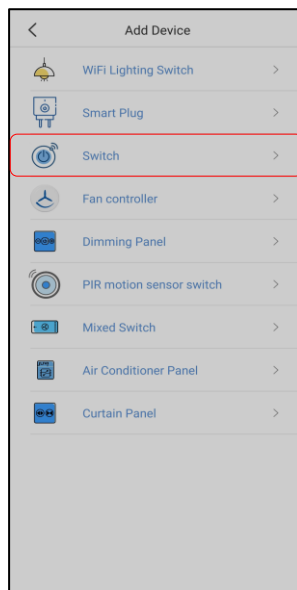 Add Device
WiFi Lighting Switch
Smart Plug
Switch
Fan controller
Dimming Panel
PIR motion sensor switch
Mixed Switch
Air Conditioner Panel
Curtain Panel